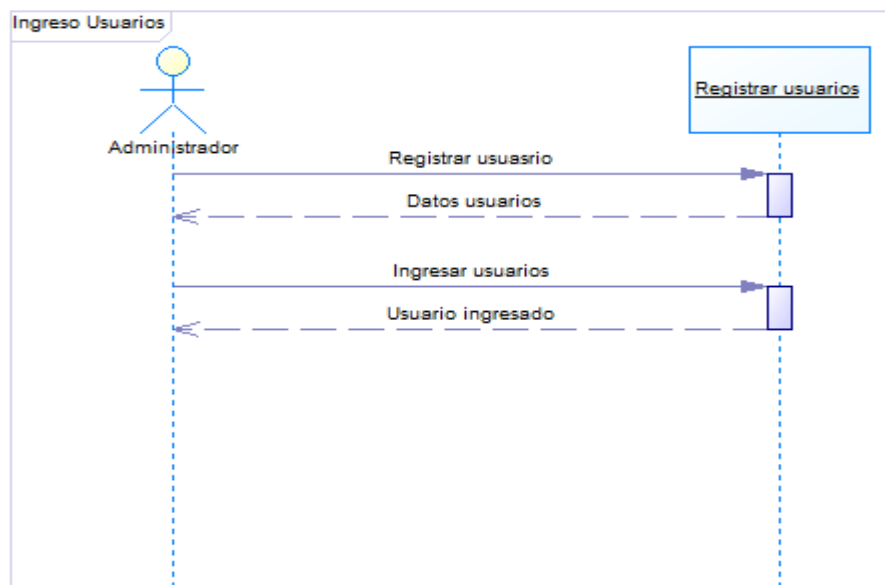 Ingreso Usuarios
Registrar usuarios
Administrador
Registrar usuasrio
Datos usuarios
Ingresar usuarios
Usuario ingresado